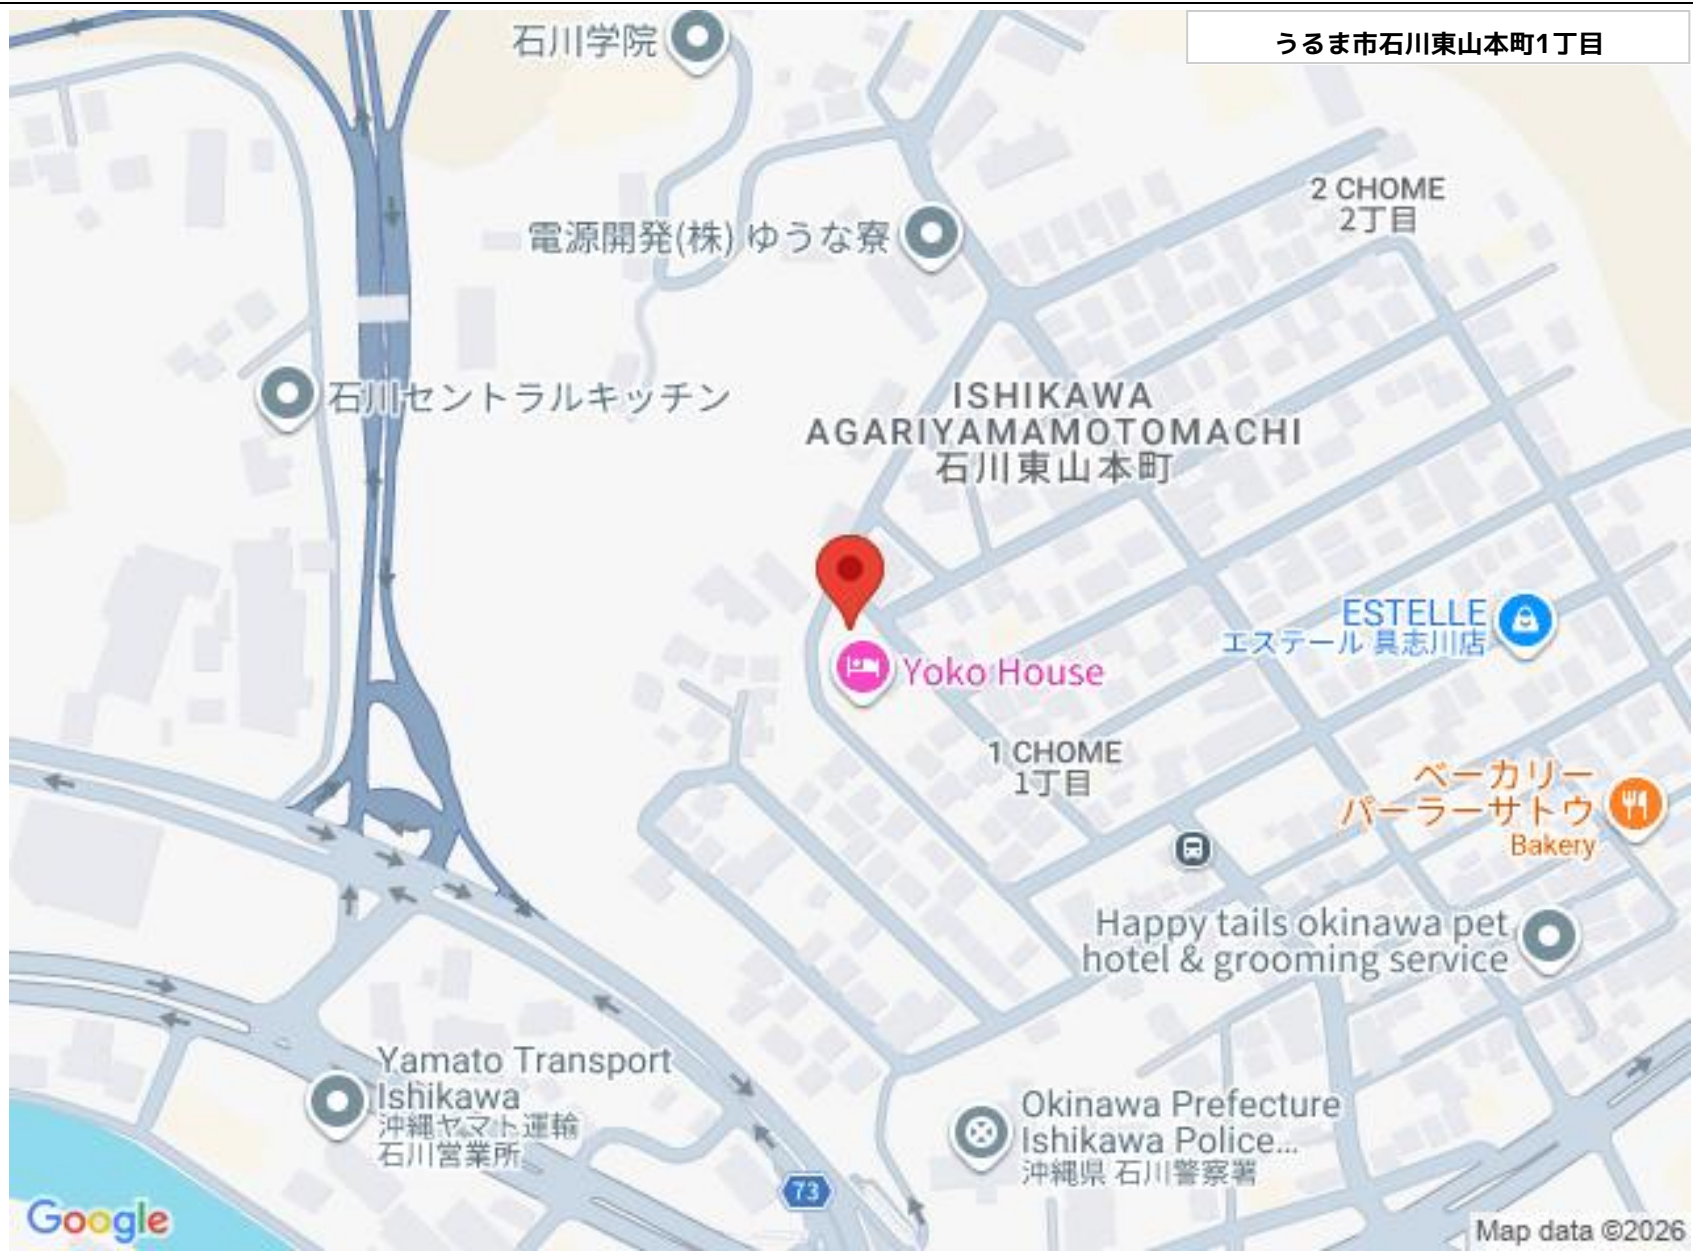 うるま市石川東山本町1丁目
石川学院
2 CHOME
2丁目
電源開発(株) ゆうな寮
石川セントラルキッチン
ISHIKAWA
AGARIYAMAMOTOMACHI
石川東山本町
ESTELLE
エステール 具志川店
Yoko House
1 CHOME
1丁目
ベーカリー
パーラーサトウ
Bakery
Happy tails okinawa pet
hotel & grooming service
Yamato Transport
Ishikawa
沖縄ヤマト運輸
石川営業所
Okinawa Prefecture
Ishikawa Police...
沖縄県 石川警察署
73
Google
Map data ©2026